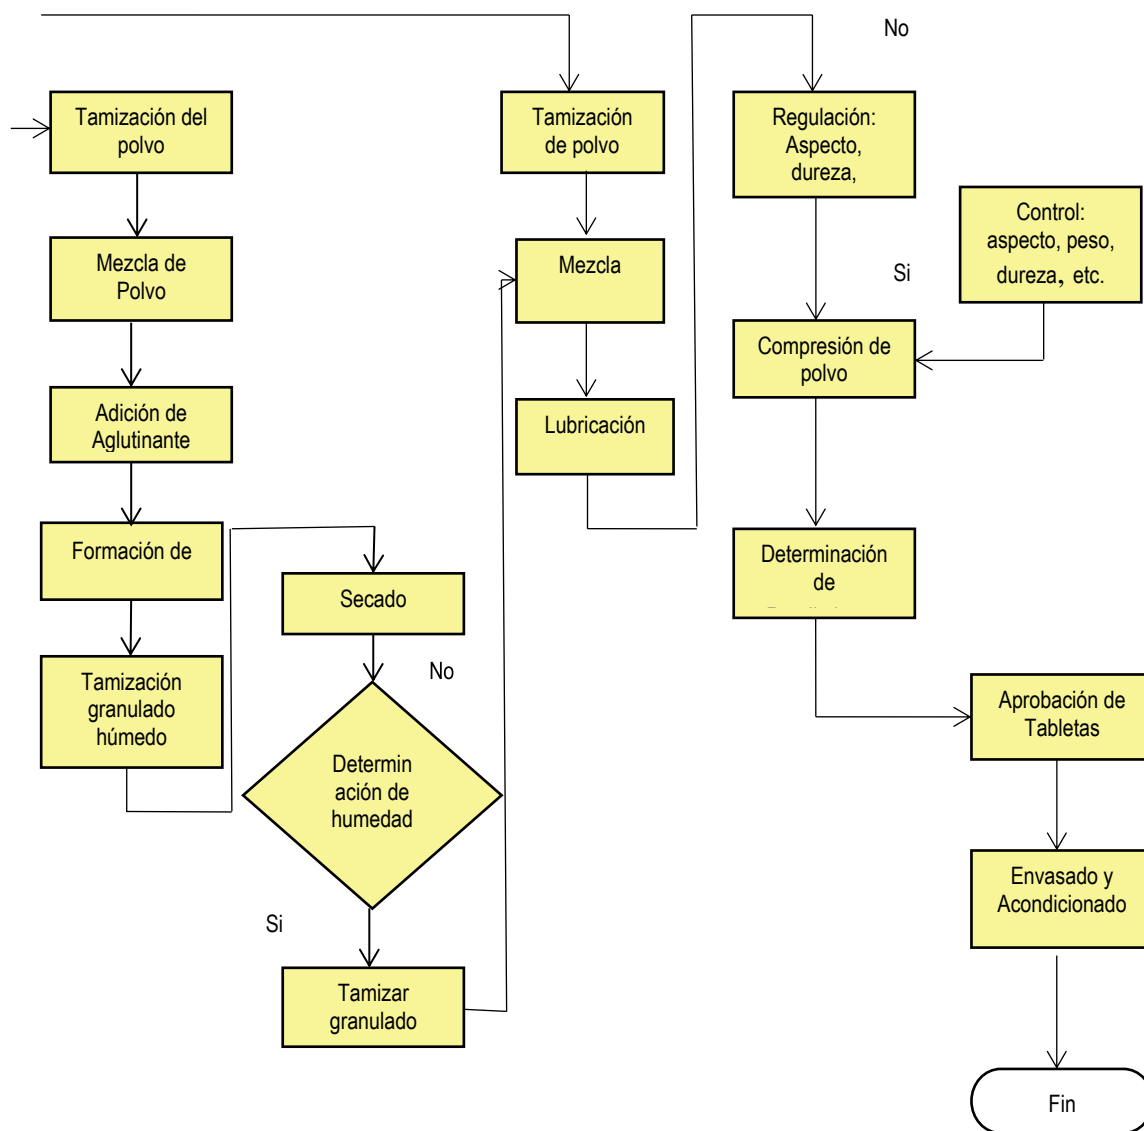 Tamización del
polvo
Mezcla de
Polvo
Adición de
Aglutinante
Formación de
Tamización
granulado
húmedo
Secado
No
Determin
ación de
humedad
Si
Tamizar
granulado
Tamización
de polvo
Mezcla
Lubricación
No
Regulación:
Aspecto,
dureza,
Si
Control:
aspecto, peso,
dureza, etc.
Compresión de
polvo
Determinación
de
Aprobación de
Tabletas
Envasado y
Acondicionado
Fin